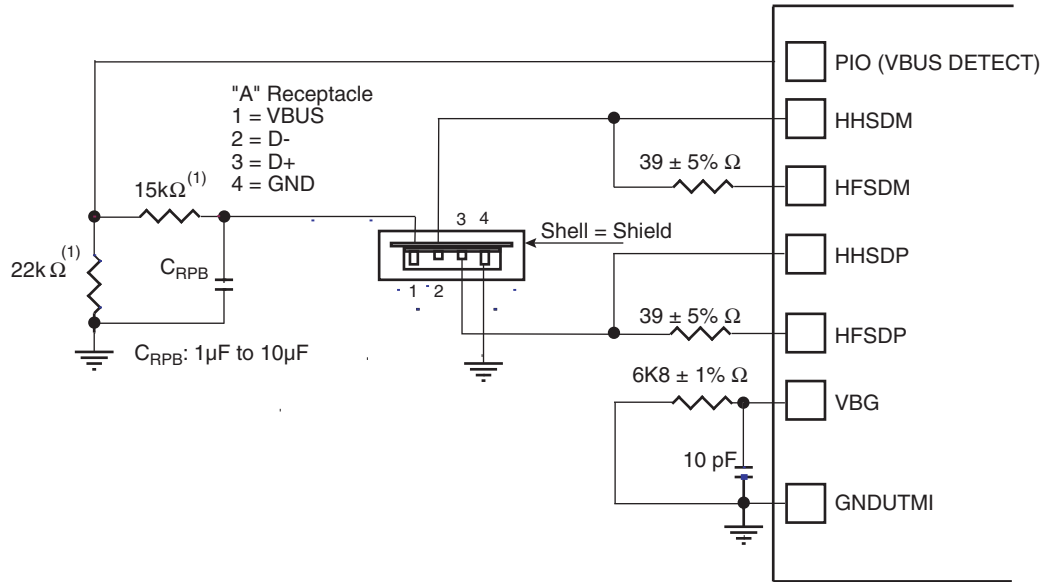 PIO (VBUS DETECT)
"A" Receptacle
1 = VBUS
2 = D-
3 = D+
4 = GND
HHSDM
39 ± 5% Ω
HFSDM
15kΩ(1)
3 4
Shell = Shield
HHSDP
22k Ω(1)
CRPB
1 2
39 ± 5% Ω
HFSDP
CRPB: 1µF to 10µF
6K8 ± 1% Ω
VBG
10 pF
GNDUTMI